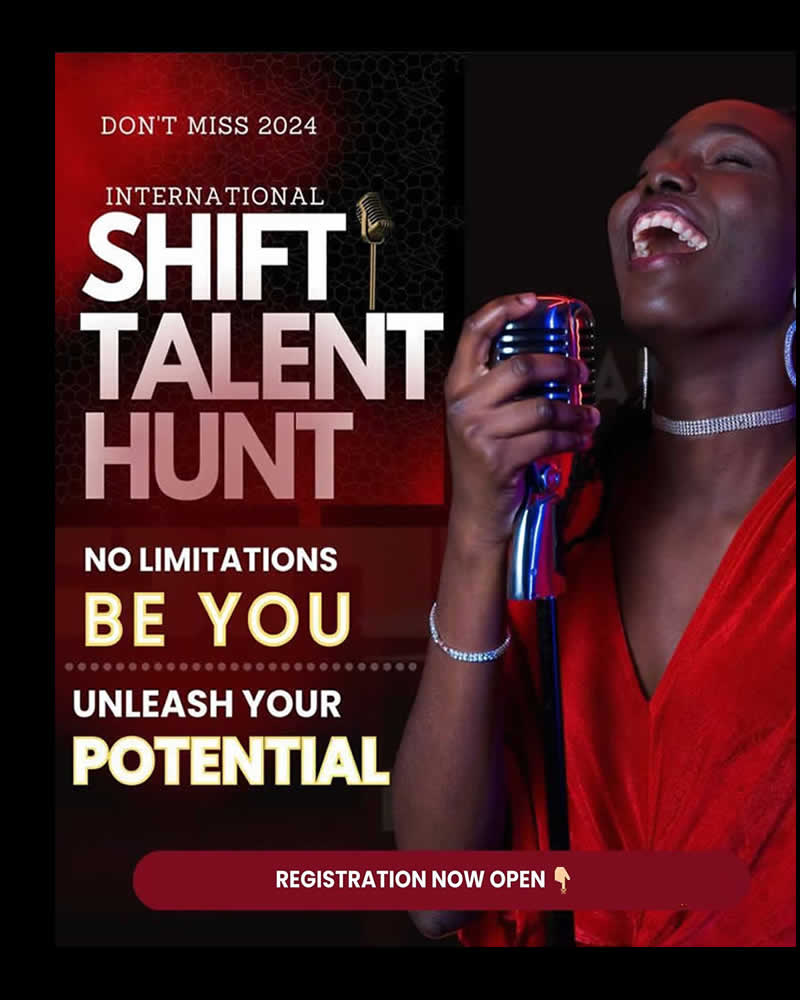 DON'T MISS 2024
INTERNATIONAL
SHIFT
TALENT
HUNT
NO LIMITATIONS
BE YOU
UNLEASH YOUR
POTENTIAL
REGISTRATION NOW OPEN 👇